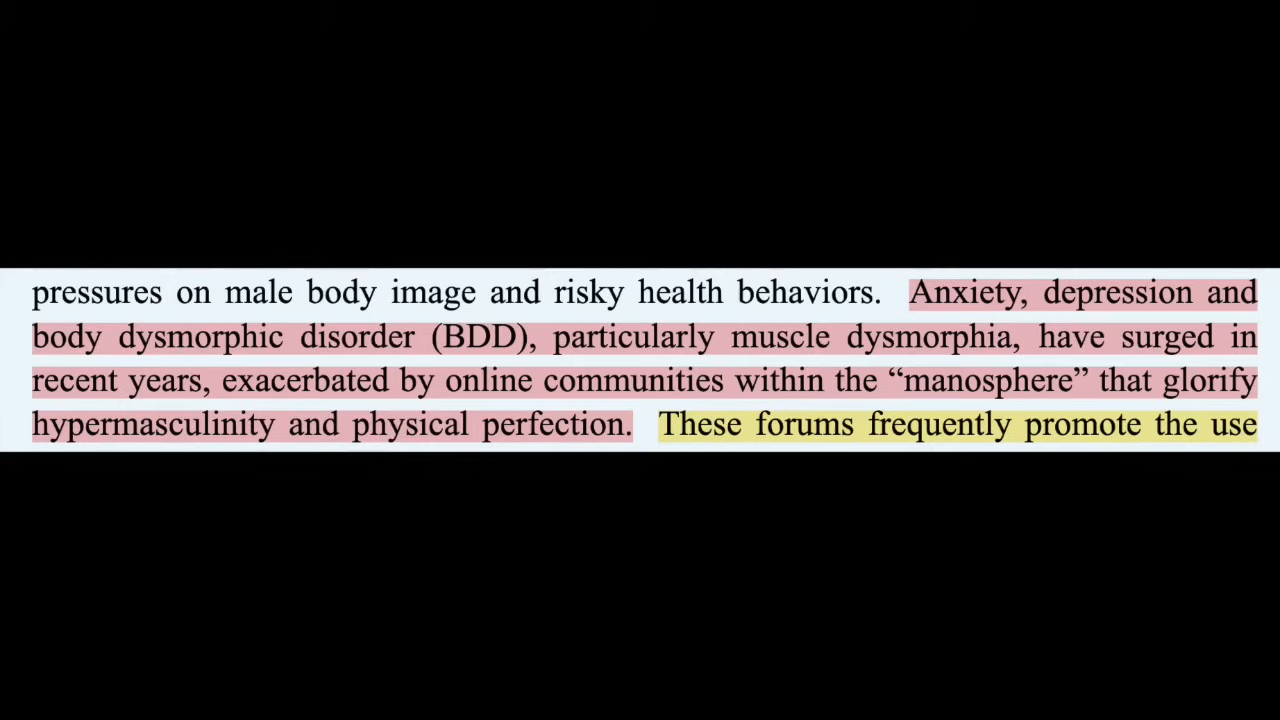 pressures on male body image and risky health behaviors. Anxiety, depression and
body dysmorphic disorder (BDD), particularly muscle dysmorphia, have surged in
recent years, exacerbated by online communities within the “manosphere” that glorify
hypermasculinity and physical perfection. These forums frequently promote the use